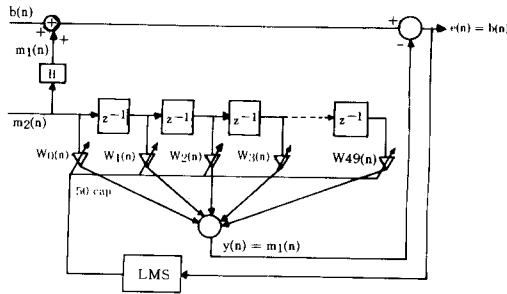 b(n)
+
+
+
-
e(n) = b(n)
m₁(n)
H
m₂(n)
z⁻¹
z⁻¹
z⁻¹
z⁻¹
W₀(n)
W₁(n)
W₂(n)
W₃(n)
W49(n)
50 cap
y(n) = m₁(n)
LMS